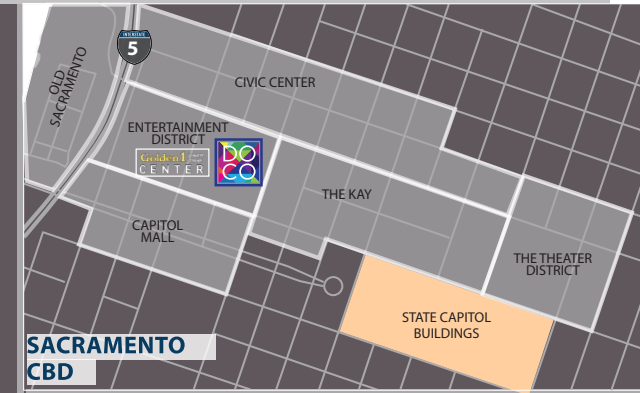 INTERSTATE
5
OLD
SACRAMENTO
CIVIC CENTER
ENTERTAINMENT
DISTRICT
Golden 1
CENTER
DO
CO
THE KAY
CAPITOL
MALL
THE THEATER
DISTRICT
STATE CAPITOL
BUILDINGS
SACRAMENTO
CBD